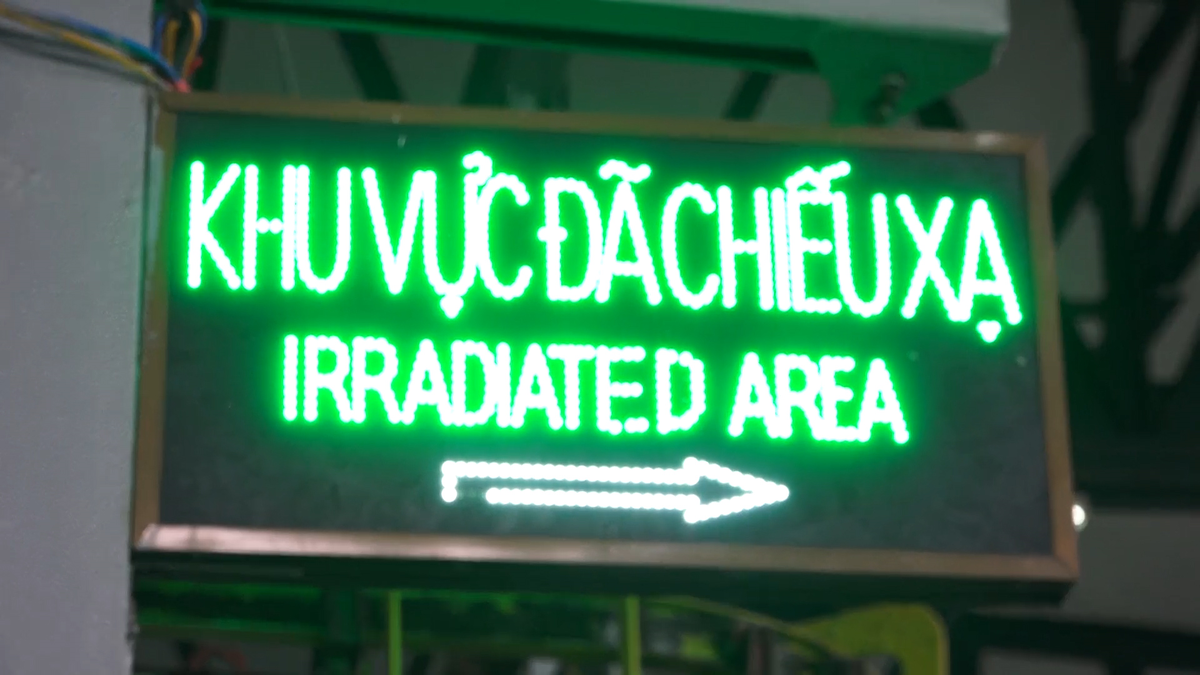 KHU VỰC ĐÃ CHIẾU XẠ
IRRADIATED AREA